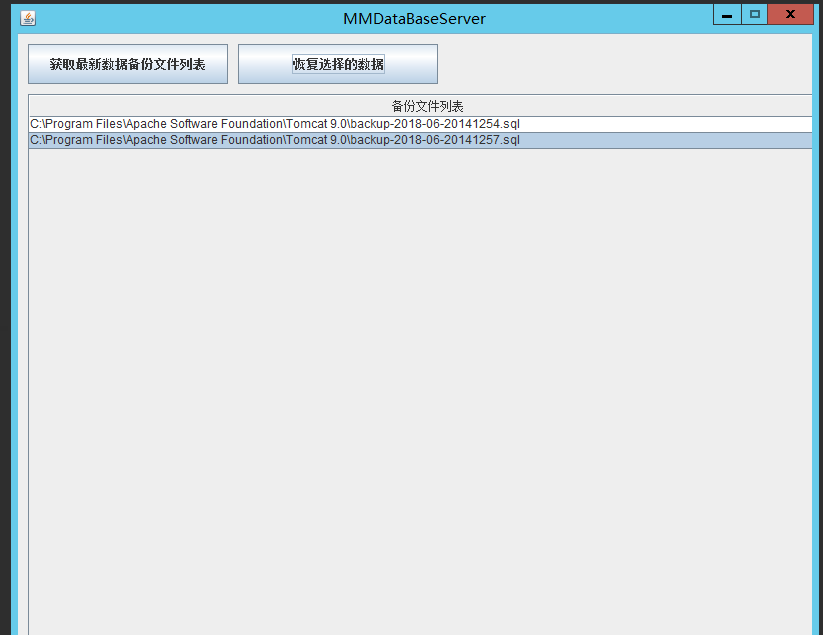 MMDataBaseServer
获取最新数据备份文件列表 恢复选择的数据
备份文件列表
C:\Program Files\Apache Software Foundation\Tomcat 9.0\backup-2018-06-20141254.sql
C:\Program Files\Apache Software Foundation\Tomcat 9.0\backup-2018-06-20141257.sql